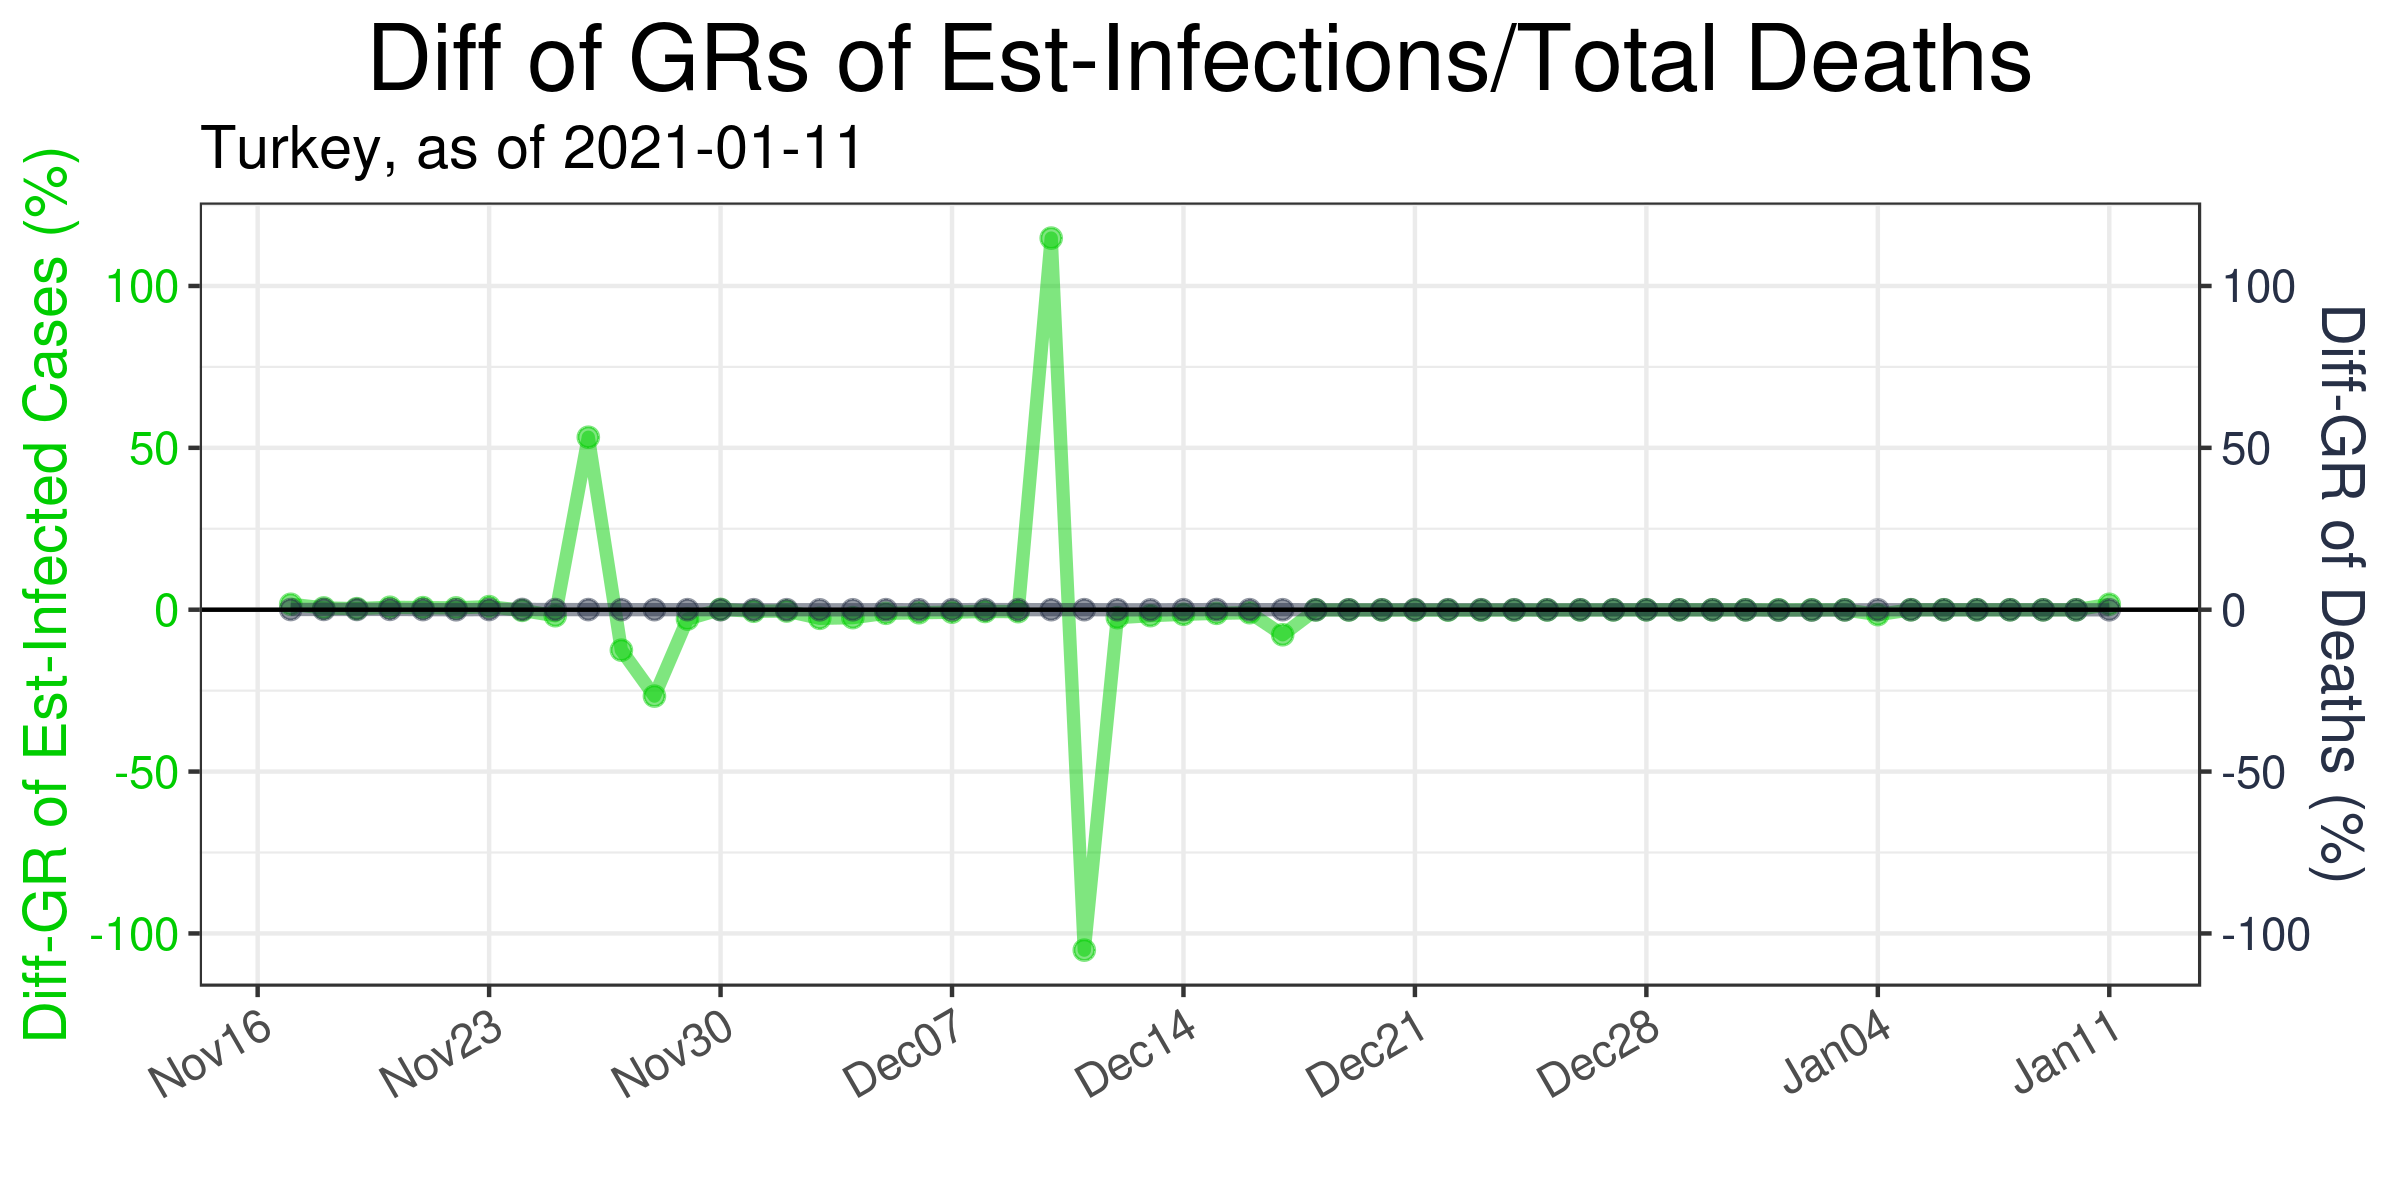 Diff of GRs of Est-Infections/Total Deaths
Turkey, as of 2021-01-11
Diff-GR of Est-Infected Cases (%)
100
50
0
-50
-100
100
50
0
-50
-100
Diff-GR of Deaths (%)
Nov16
Nov23
Nov30
Dec07
Dec14
Dec21
Dec28
Jan04
Jan11